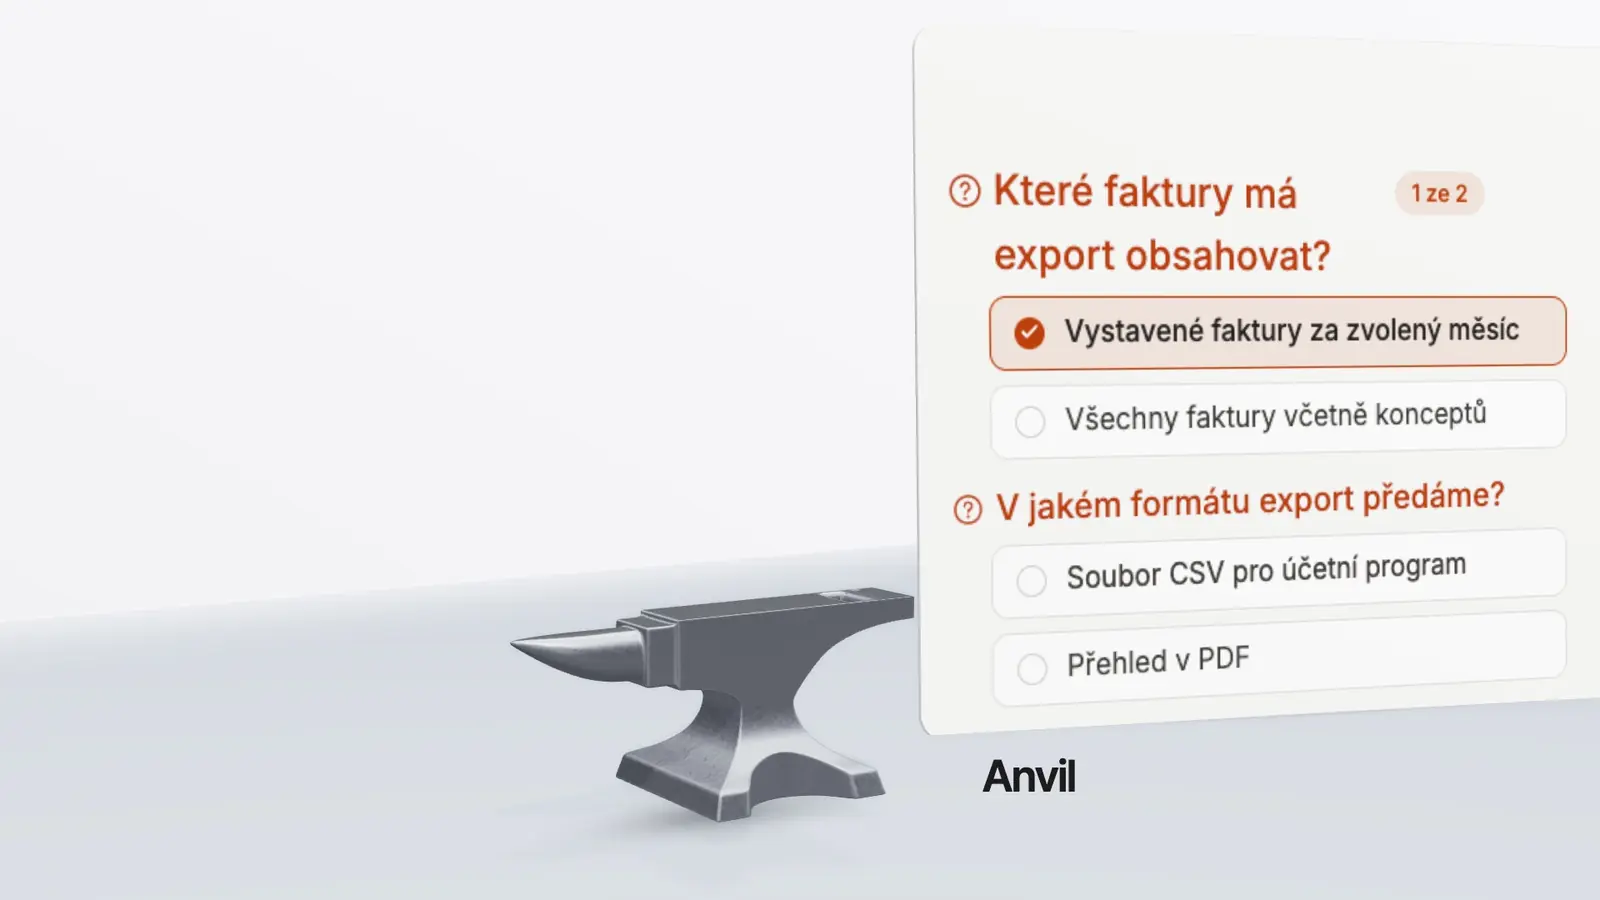 Které faktury má
1 ze 2
export obsahovat?
Vystavené faktury za zvolený měsíc
Všechny faktury včetně konceptů
V jakém formátu export předáme?
Soubor CSV pro účetní program
Přehled v PDF
Anvil